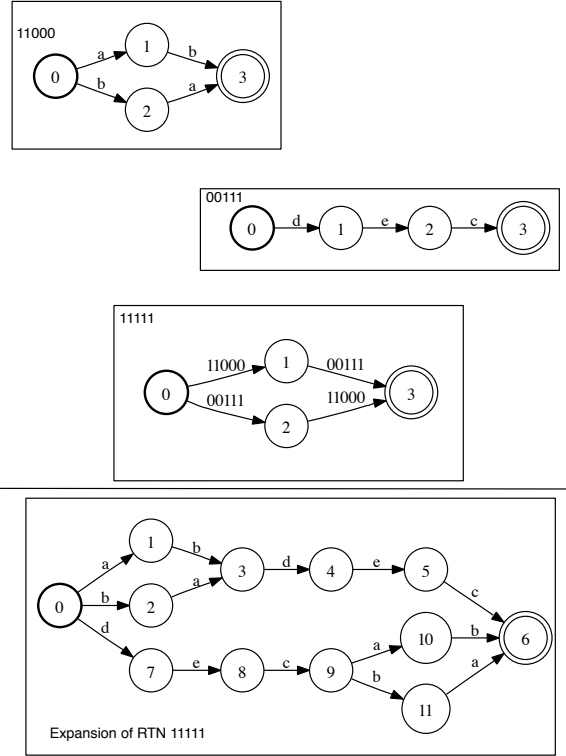 11000
a 1 b
0 3
b 2 a
00111
0 d 1 e 2 c 3
11111
11000 1 00111
0 3
00111 2 11000
1
a b
3 d 4 e 5
a c
0 b 2
d 10 b 6
a
7 e 8 c 9 a
b
11
Expansion of RTN 11111